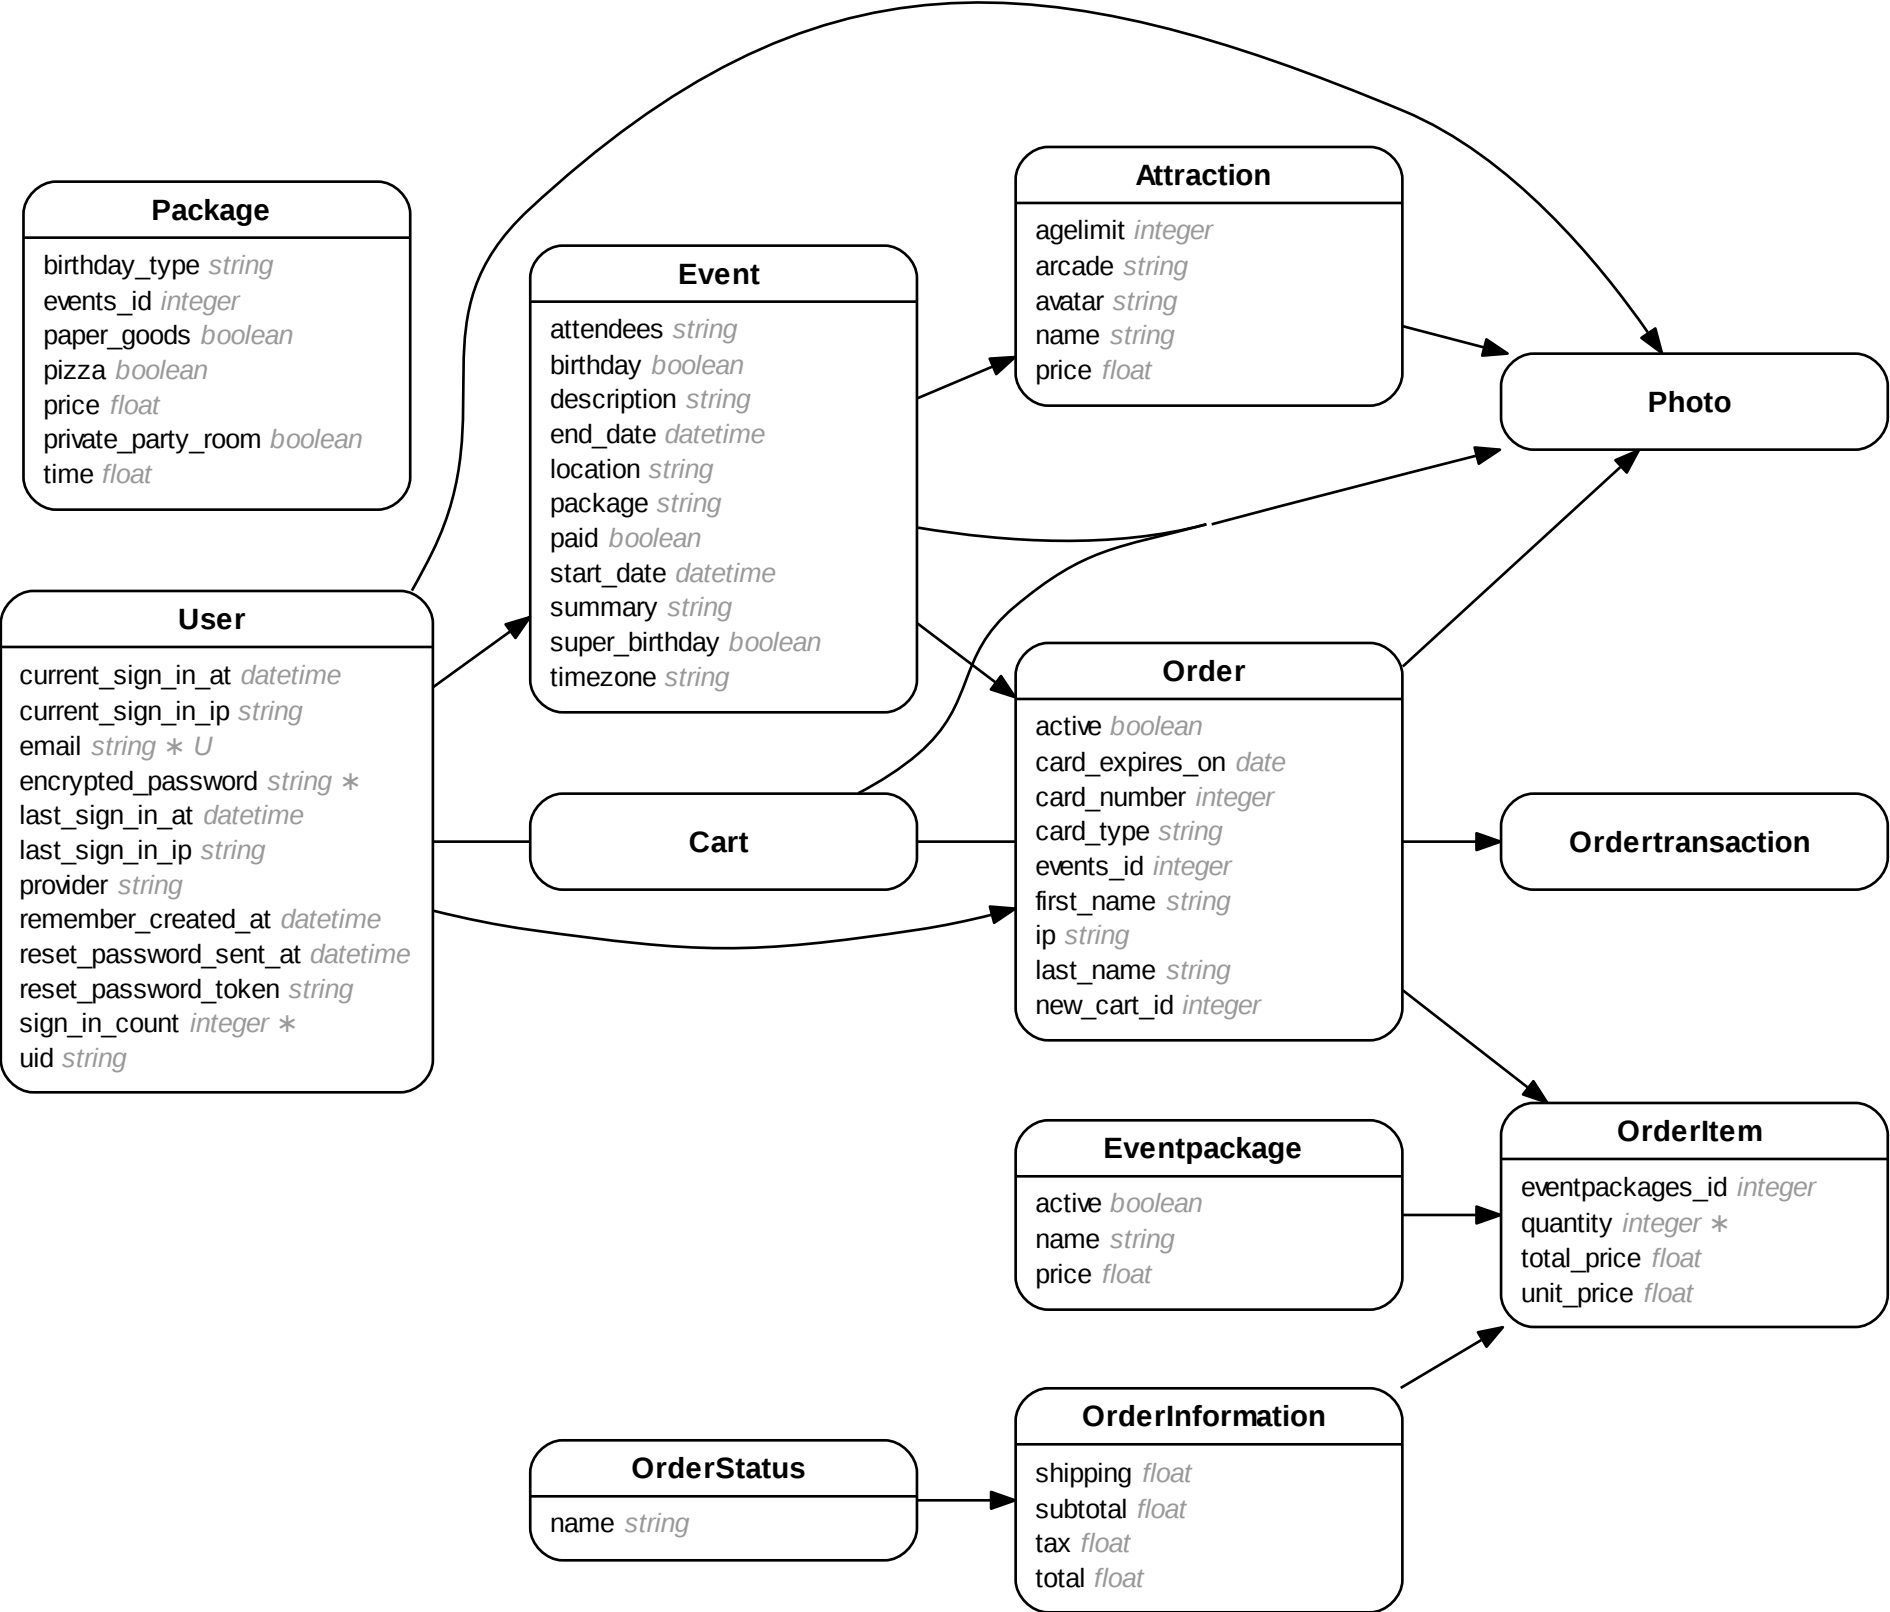 Package
birthday_type string
events_id integer
paper_goods boolean
pizza boolean
price float
private_party_room boolean
time float
User
current_sign_in_at datetime
current_sign_in_ip string
email string ∗ U
encrypted_password string ∗
last_sign_in_at datetime
last_sign_in_ip string
provider string
remember_created_at datetime
reset_password_sent_at datetime
reset_password_token string
sign_in_count integer ∗
uid string
Event
attendees string
birthday boolean
description string
end_date datetime
location string
package string
paid boolean
start_date datetime
summary string
super_birthday boolean
timezone string
Cart
OrderStatus
name string
Attraction
agelimit integer
arcade string
avatar string
name string
price float
Order
active boolean
card_expires_on date
card_number integer
card_type string
events_id integer
first_name string
ip string
last_name string
new_cart_id integer
Eventpackage
active boolean
name string
price float
OrderInformation
shipping float
subtotal float
tax float
total float
Photo
Ordertransaction
OrderItem
eventpackages_id integer
quantity integer ∗
total_price float
unit_price float